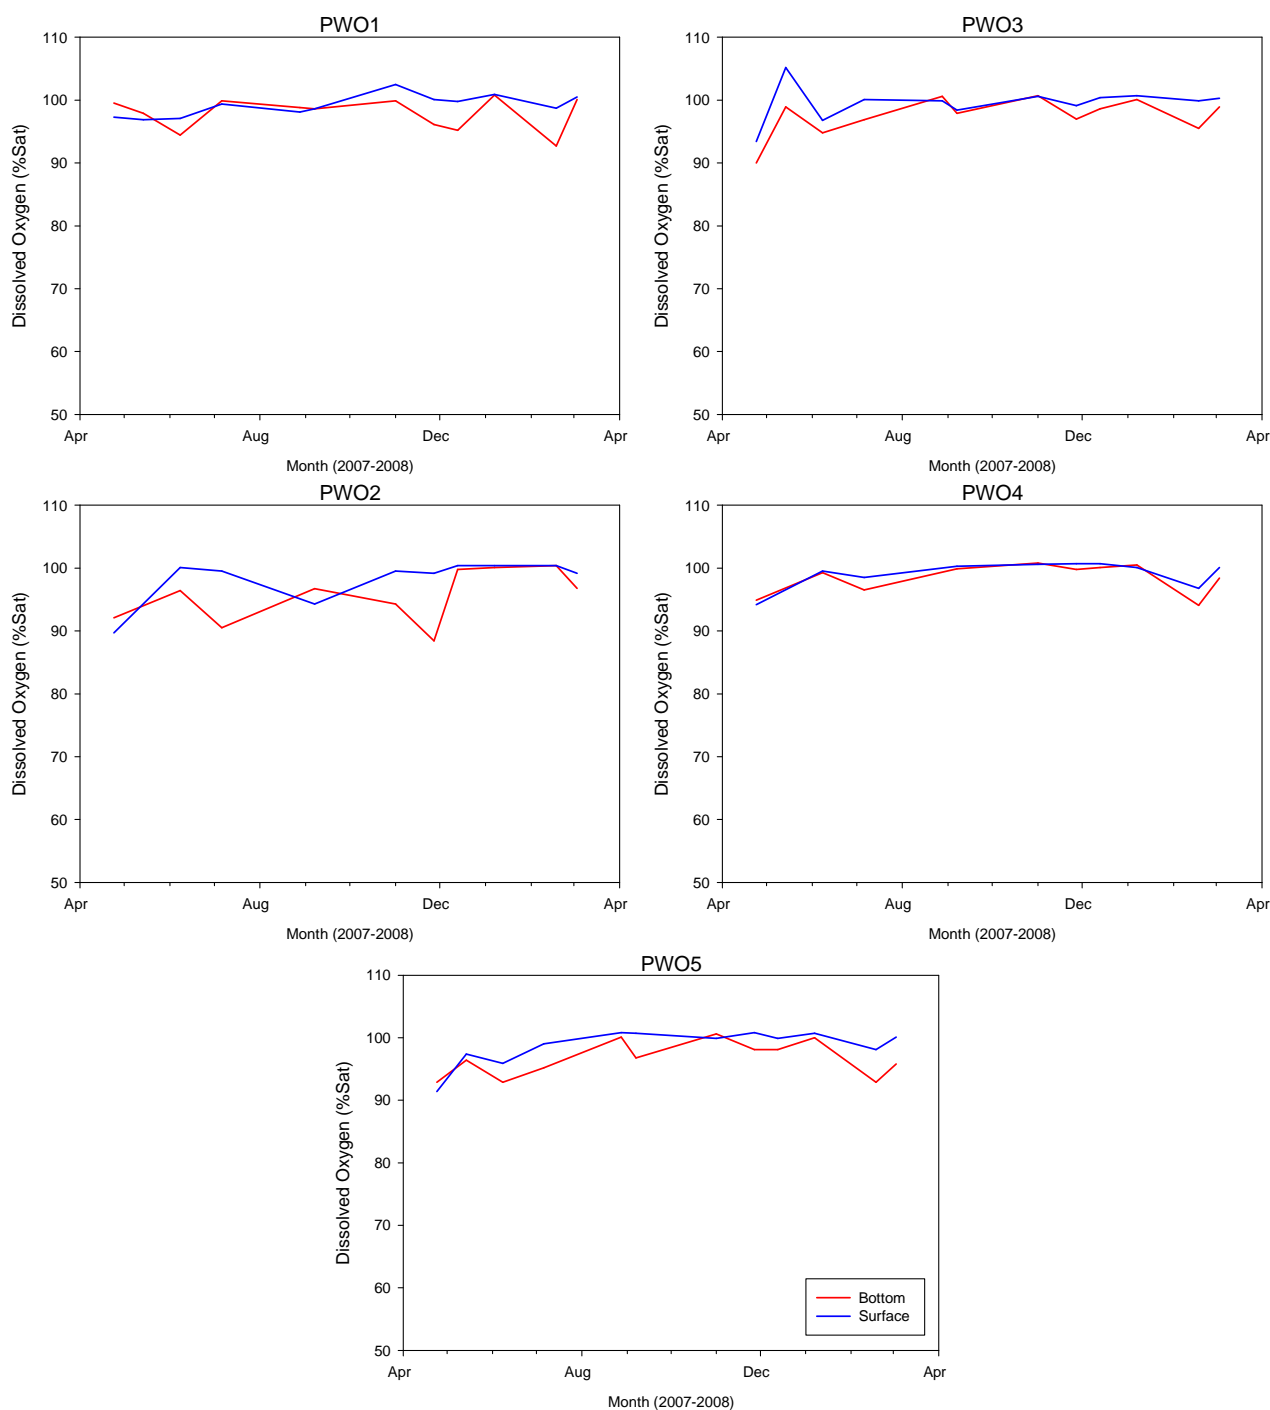 PWO1
110
100
90
80
70
60
50
Dissolved Oxygen (%Sat)
Apr
Aug
Dec
Apr
Month (2007-2008)
PWO3
110
100
90
80
70
60
50
Dissolved Oxygen (%Sat)
Apr
Aug
Dec
Apr
Month (2007-2008)
PWO2
110
100
90
80
70
60
50
Dissolved Oxygen (%Sat)
Apr
Aug
Dec
Apr
Month (2007-2008)
PWO4
110
100
90
80
70
60
50
Dissolved Oxygen (%Sat)
Apr
Aug
Dec
Apr
Month (2007-2008)
PWO5
110
100
90
80
70
60
50
Dissolved Oxygen (%Sat)
Bottom
Surface
Apr
Aug
Dec
Apr
Month (2007-2008)